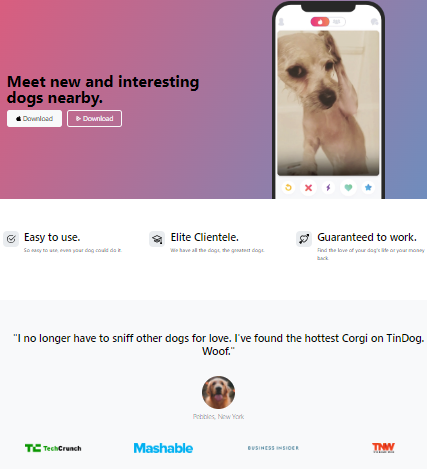 Meet new and interesting
dogs nearby.
Download
Download
Easy to use.
So easy to use, even your dog could do it.
Elite Clientele.
We have all the dogs, the greatest dogs.
Guaranteed to work.
Find the love of your dog's life or your money
back.
"I no longer have to sniff other dogs for love. I've found the hottest Corgi on TinDog.
Woof."
Pebbles, New York
TC TechCrunch
Mashable
BUSINESS INSIDER
TNW